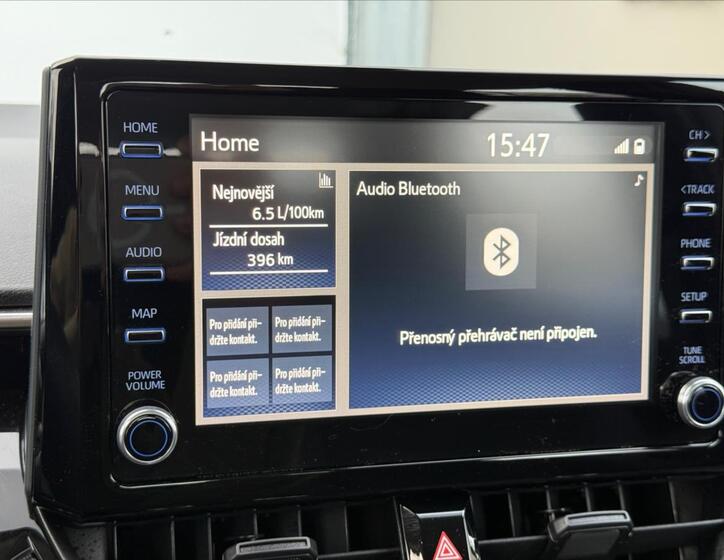 HOME
MENU
AUDIO
MAP
POWER
VOLUME
Home
15:47
Nejnovější
6.5 L/100km
Jízdní dosah
396 km
Pro přidání při-
držte kontakt.
Pro přidání při-
držte kontakt.
Pro přidání při-
držte kontakt.
Pro přidání při-
držte kontakt.
Audio Bluetooth
Přenosný přehrávač není připojen.
CH >
< TRACK
PHONE
SETUP
TUNE
SCROLL